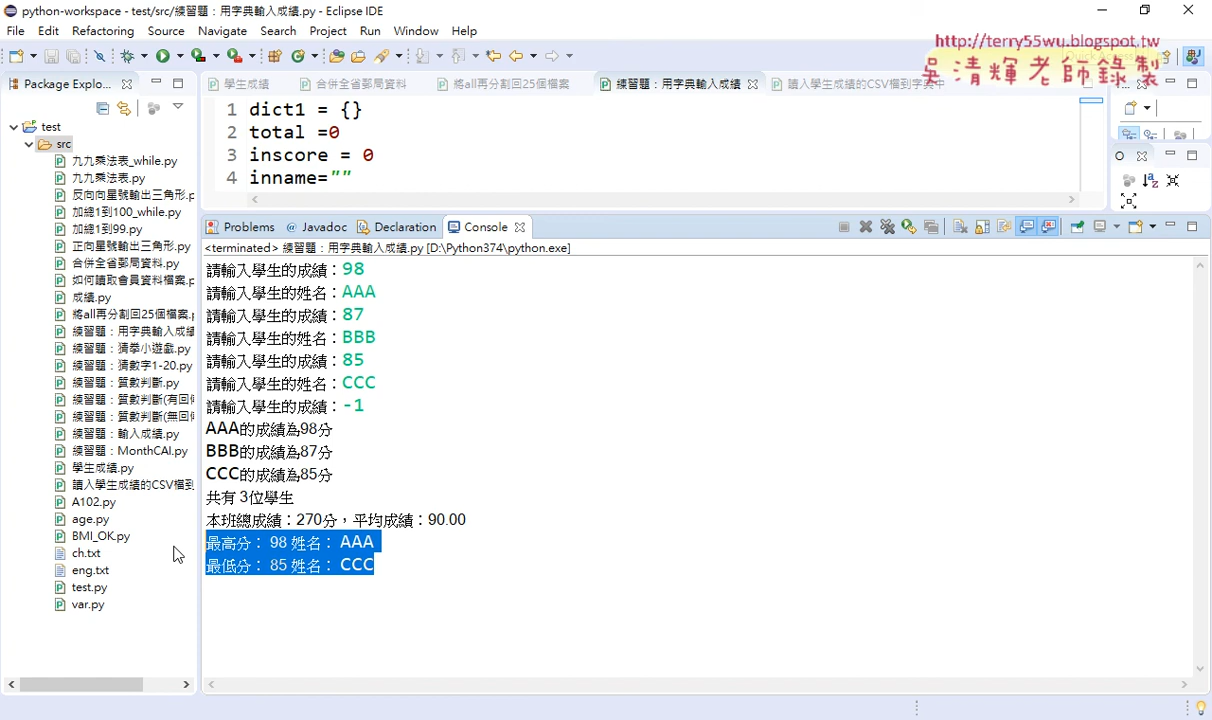 python-workspace - test/src/練習題：用字典輸入成績.py - Eclipse IDE
File Edit Refactoring Source Navigate Search Project Run Window Help
http://terry55wu.blogspot.tw
吳清輝老師錄製
Package Explo...
學生成績
合併全省郵局資料
將all再分割回25個檔案
練習題：用字典輸入成績
讀入學生成績的CSV檔到字典中
test
src
九九乘法表_while.py
九九乘法表.py
反向向星號輸出三角形.p
加總1到100_while.py
加總1到99.py
正向星號輸出三角形.py
合併全省郵局資料.py
如何讀取會員資料檔案.p
成績.py
將all再分割回25個檔案.
練習題：用字典輸入成績
練習題：猜拳小遊戲.py
練習題：猜數字1-20.py
練習題：質數判斷.py
練習題：質數判斷(有回
練習題：質數判斷(無回
練習題：輸入成績.py
練習題：MonthCAl.py
學生成績.py
讀入學生成績的CSV檔到
A102.py
age.py
BMI_OK.py
ch.txt
eng.txt
test.py
var.py
1 dict1 = {}
2 total =0
3 inscore = 0
4 inname=""
O
Problems @ Javadoc Declaration Console
<terminated> 練習題：用字典輸入成績.py [D:\Python374\python.exe]
請輸入學生的成績：98
請輸入學生的姓名：AAA
請輸入學生的成績：87
請輸入學生的姓名：BBB
請輸入學生的成績：85
請輸入學生的姓名：CCC
請輸入學生的成績：-1
AAA的成績為98分
BBB的成績為87分
CCC的成績為85分
共有 3位學生
本班總成績：270分，平均成績：90.00
最高分： 98 姓名： AAA
最低分： 85 姓名： CCC